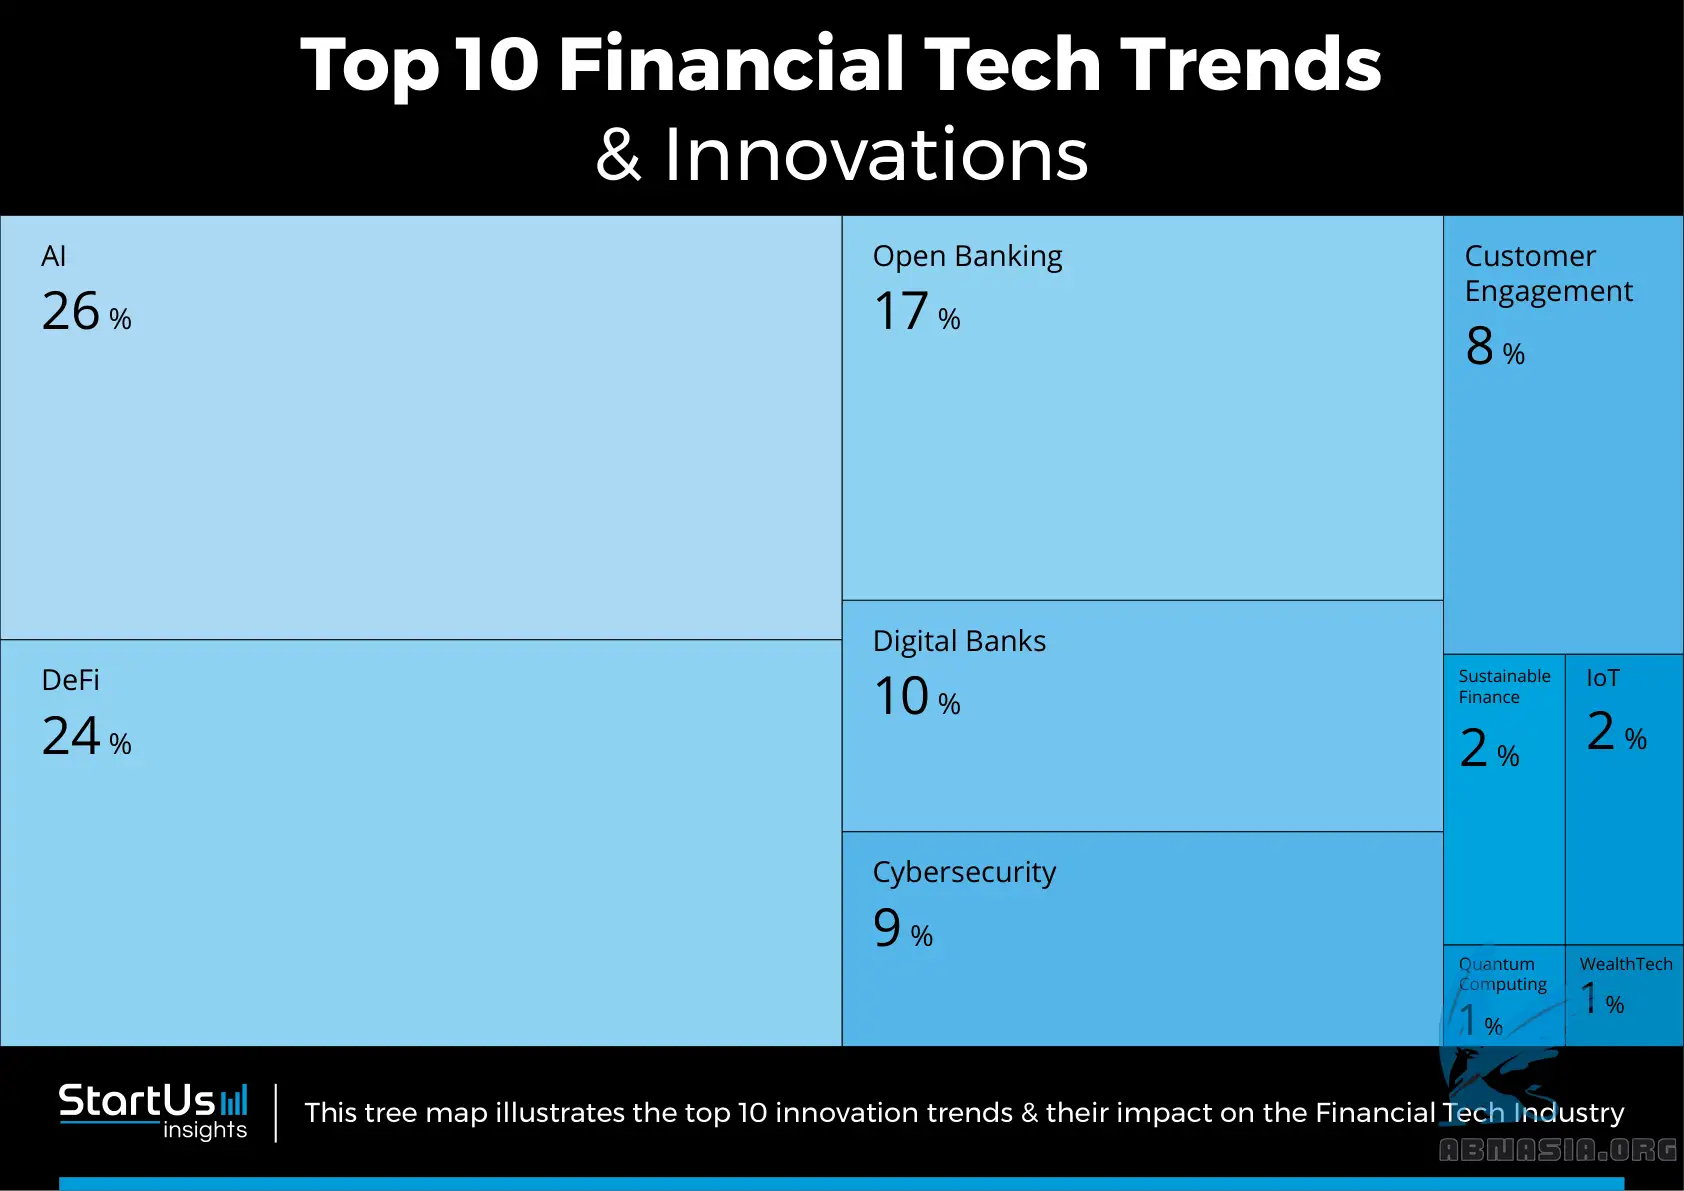 Top 10 Financial Tech Trends
& Innovations
AI
26 %
DeFi
24 %
Open Banking
17 %
Digital Banks
10 %
Cybersecurity
9 %
Customer
Engagement
8 %
Sustainable
Finance
2 %
IoT
2 %
Quantum
Computing
1 %
WealthTech
1 %
StartUs
insights
This tree map illustrates the top 10 innovation trends & their impact on the Financial Tech Industry
ABNASIA.ORG